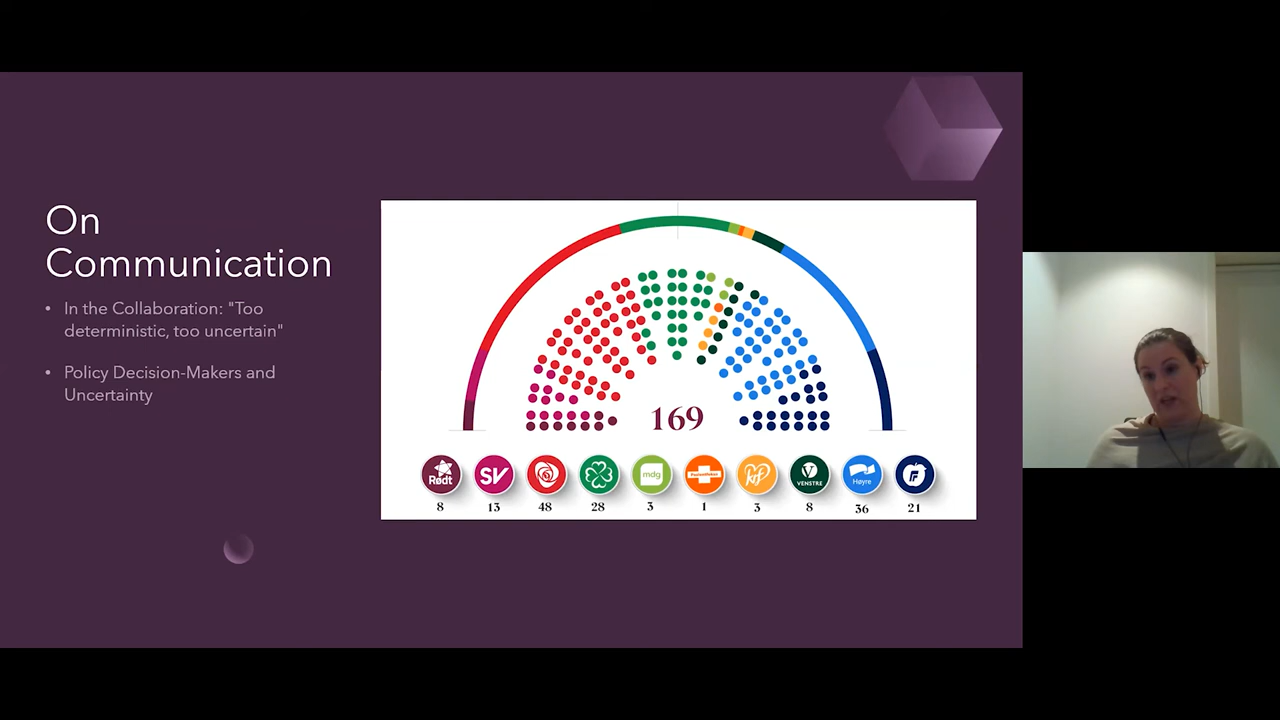 On
Communication
• In the Collaboration: "Too
deterministic, too uncertain"
• Policy Decision-Makers and
Uncertainty
169
Rødt
SV
mdg
Pasientfokus
krf
VENSTRE
Høyre
F
8
13
48
28
3
1
3
8
36
21